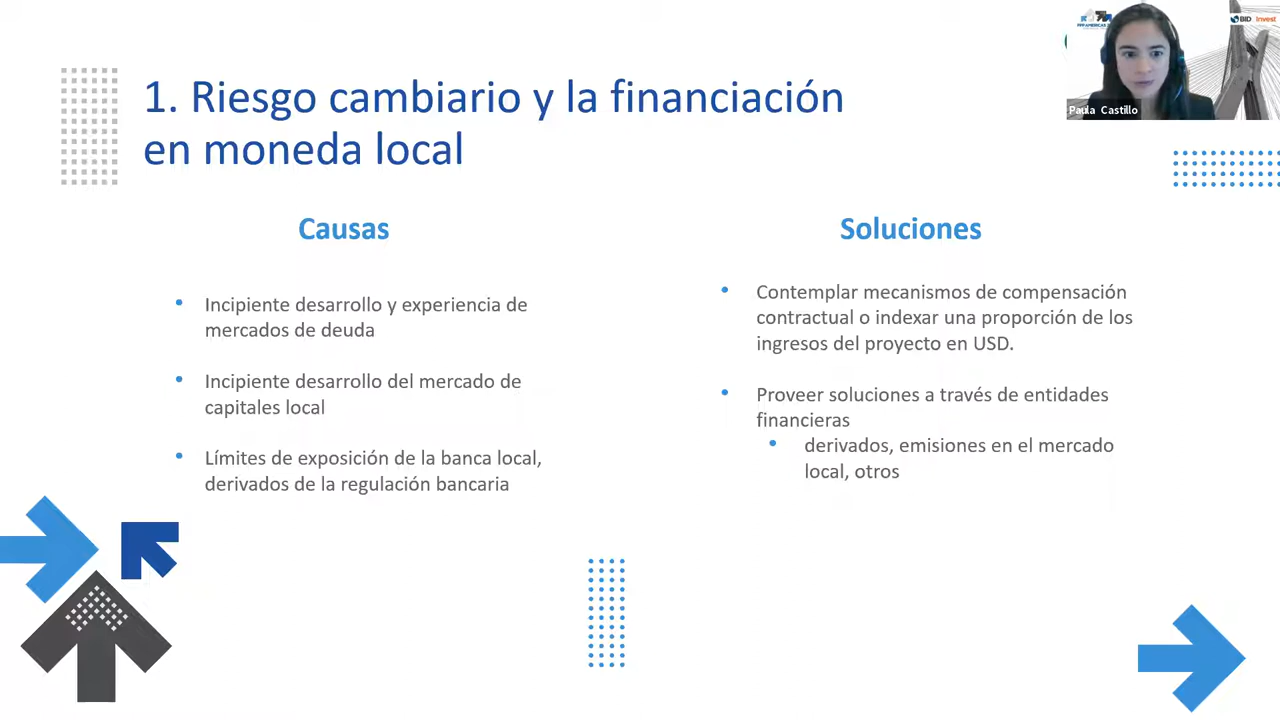 1. Riesgo cambiario y la financiación
en moneda local
BID Invest
Paula Castillo
Causas
Incipiente desarrollo y experiencia de
mercados de deuda
Incipiente desarrollo del mercado de
capitales local
Límites de exposición de la banca local,
derivados de la regulación bancaria
Soluciones
Contemplar mecanismos de compensación
contractual o indexar una proporción de los
ingresos del proyecto en USD.
Proveer soluciones a través de entidades
financieras
derivados, emisiones en el mercado
local, otros